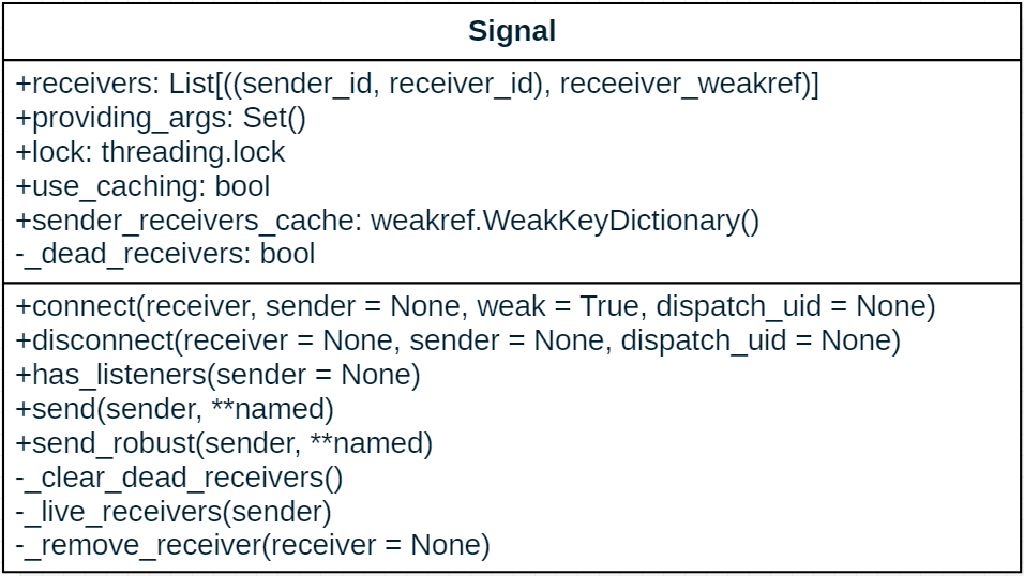 Signal
+receivers: List[((sender_id, receiver_id), receeiver_weakref)]
+providing_args: Set()
+lock: threading.lock
+use_caching: bool
+sender_receivers_cache: weakref.WeakKeyDictionary()
-_dead_receivers: bool
+connect(receiver, sender = None, weak = True, dispatch_uid = None)
+disconnect(receiver = None, sender = None, dispatch_uid = None)
+has_listeners(sender = None)
+send(sender, **named)
+send_robust(sender, **named)
-_clear_dead_receivers()
-_live_receivers(sender)
-_remove_receiver(receiver = None)